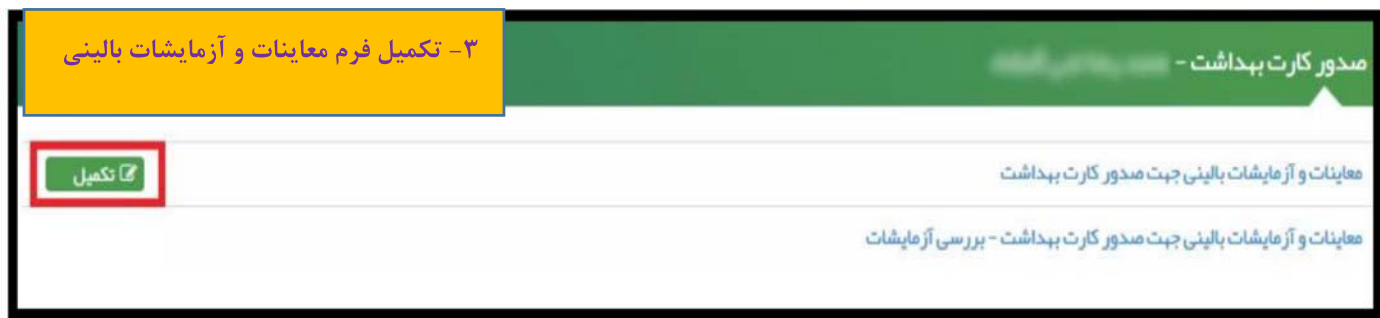 ۳- تکمیل فرم معاینات و آزمایشات بالینی
صدور کارت بهداشت -
معاینات و آزمایشات بالینی جهت صدور کارت بهداشت
تکمیل
معاینات و آزمایشات بالینی جهت صدور کارت بهداشت - بررسی آزمایشات